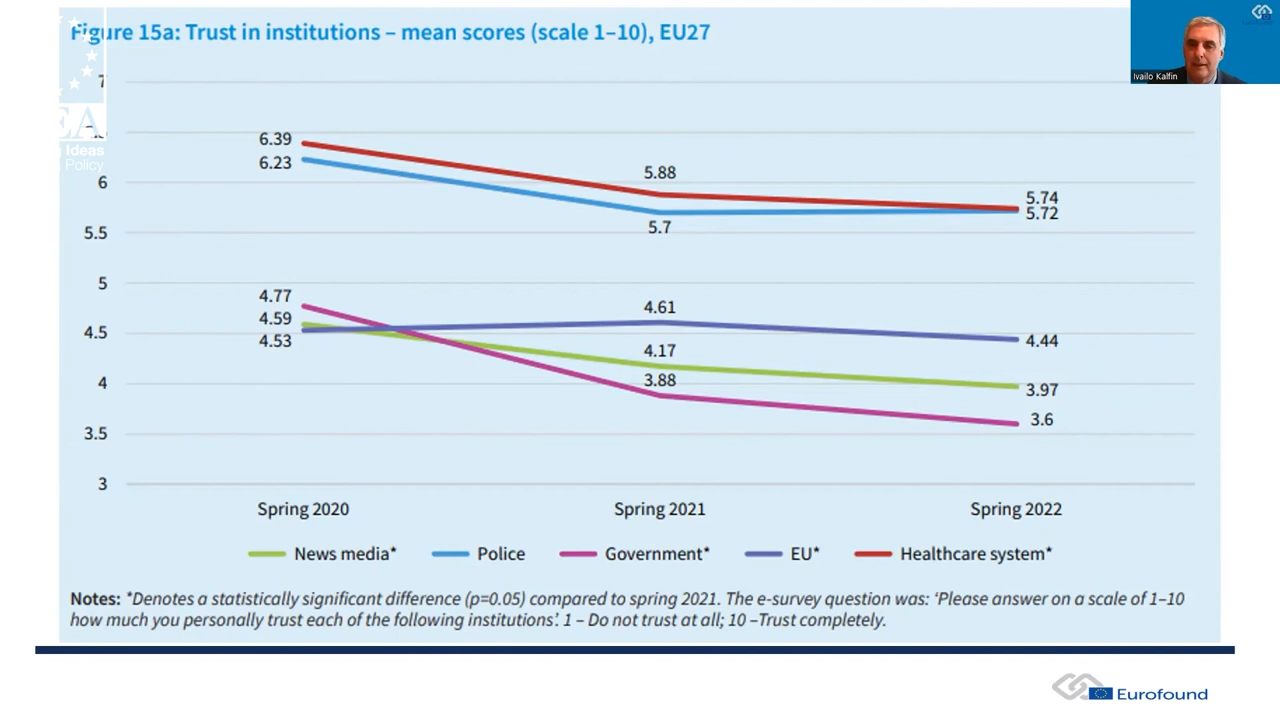 Figure 15a: Trust in institutions – mean scores (scale 1–10), EU27
Ivailo Kalfin
EA
Ideas
Policy
7
6
5.5
5
4.5
4
3.5
3
6.39
6.23
5.88
5.7
5.74
5.72
4.77
4.59
4.53
4.61
4.17
3.88
4.44
3.97
3.6
Spring 2020 Spring 2021 Spring 2022
News media* Police Government* EU* Healthcare system*
Notes: *Denotes a statistically significant difference (p=0.05) compared to spring 2021. The e-survey question was: ‘Please answer on a scale of 1–10
how much you personally trust each of the following institutions’. 1 – Do not trust at all; 10 –Trust completely.
Eurofound